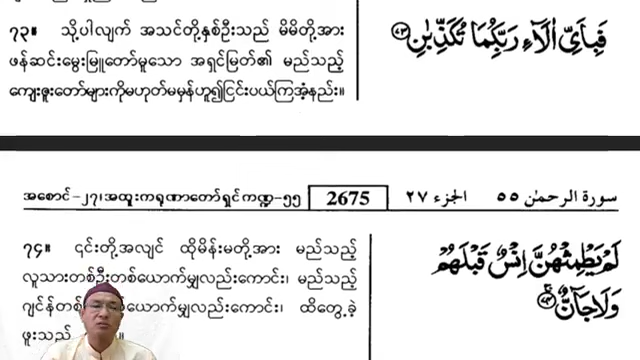 ၇၃။ သို့ပါလျက် အသင်တို့နှစ်ဦးသည် မိမိတို့အား
ဖန်ဆင်းမွေးမြူတော်မူသော အရှင်မြတ်၏ မည်သည့်
ကျေးဇူးတော်များကိုမဟုတ်မမှန်ဟူ၍ငြင်းပယ်ကြအံ့နည်း။
فَبِأَىِّ ءَالَآءِ رَبِّكُمَا تُكَذِّبٰنِ ٧٣
အစောင်-၂၇၊အထူးကရုဏာတော်ရှင်ကဏ္ဍ-၅၅ 2675 الجزء ٢٧ سورة الرحمٰن ٥٥
၇၄။ ၎င်းတို့အလျင် ထိုမိန်းမတို့အား မည်သည့်
လူသားတစ်ဦးတစ်ယောက်မျှလည်းကောင်း၊ မည်သည့်
ဂျင်န်တစ် ယောက်မျှလည်းကောင်း၊ ထိတွေ့ခဲ့
ဖူးသည်
لَمْ يَطْمِثْهُنَّ إِنسٌ قَبْلَهُمْ
وَلَا جَآنٌّ ٧٤